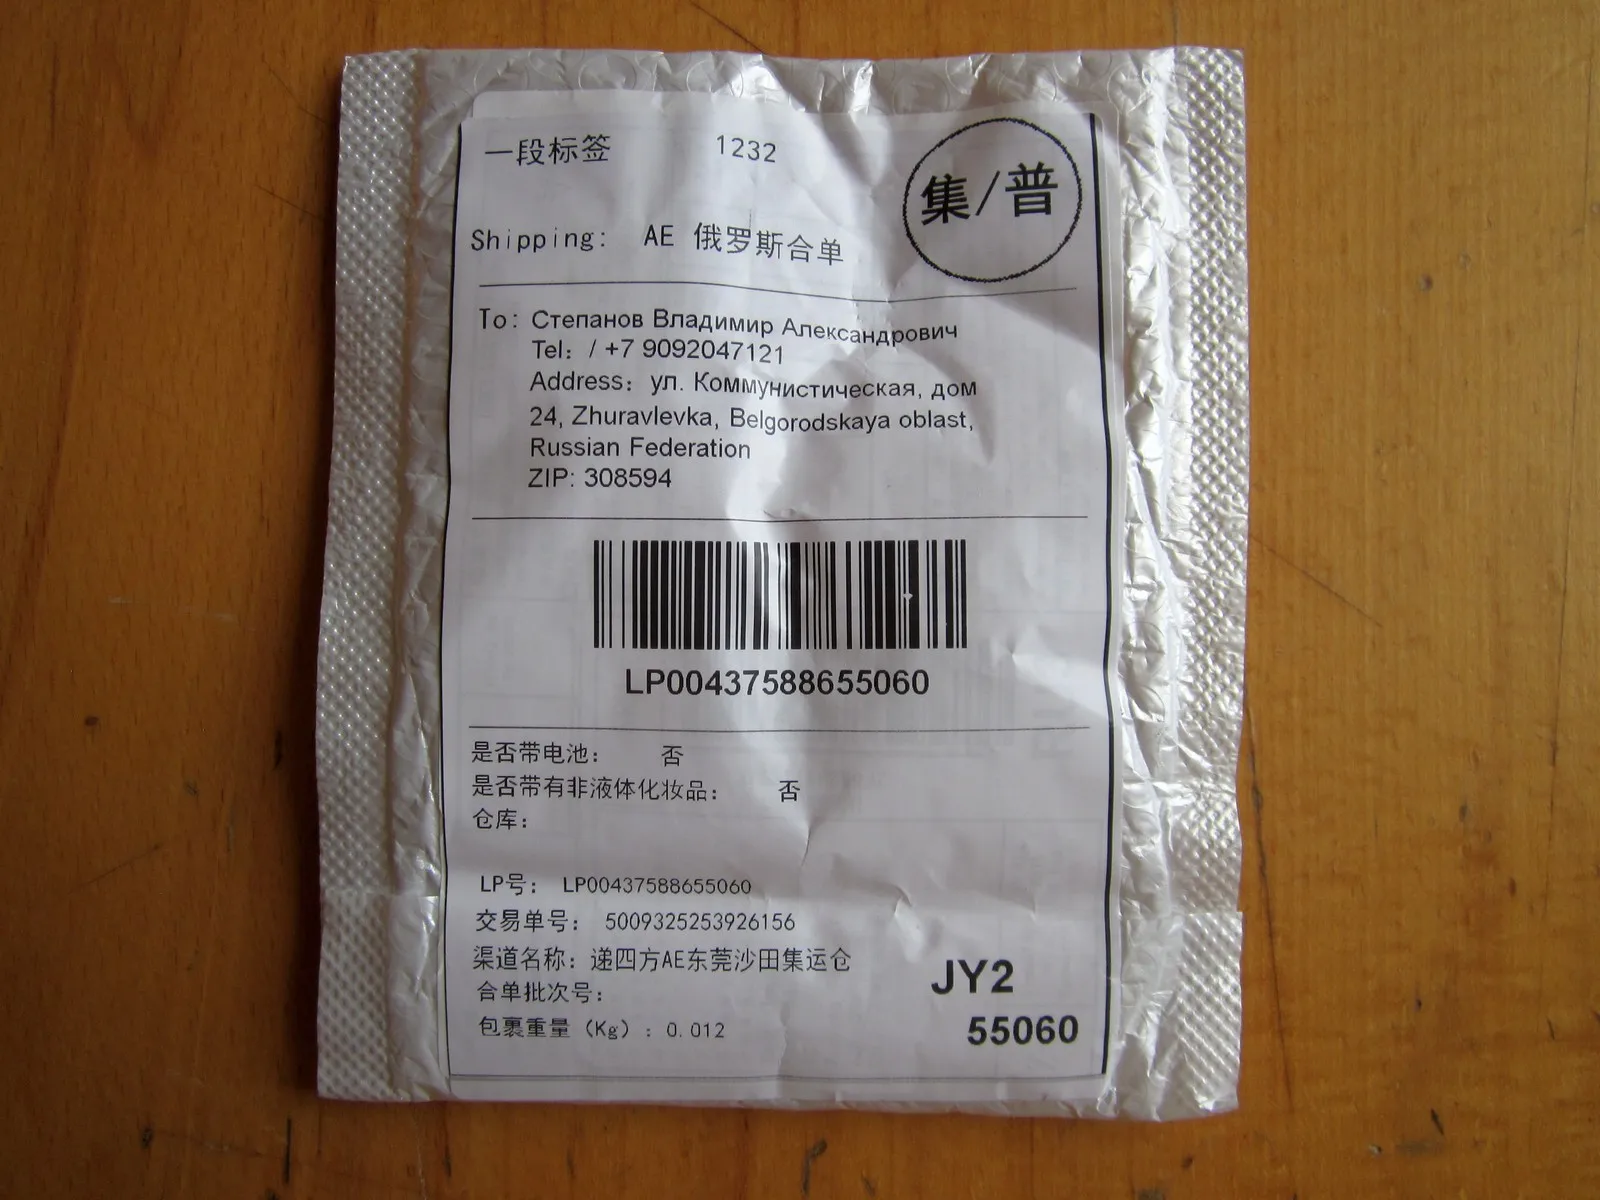 一段标签 1232
集/普
Shipping: AE 俄罗斯合单
To: Степанов Владимир Александрович
Tel: / +7 9092047121
Address: ул. Коммунистическая, дом
24, Zhuravlevka, Belgorodskaya oblast,
Russian Federation
ZIP: 308594
LP00437588655060
是否带电池: 否
是否带有非液体化妆品: 否
仓库:
LP号: LP00437588655060
交易单号: 5009325253926156
渠道名称: 递四方AE东莞沙田集运仓
合单批次号:
JY2
包裹重量 (Kg) : 0.012
55060